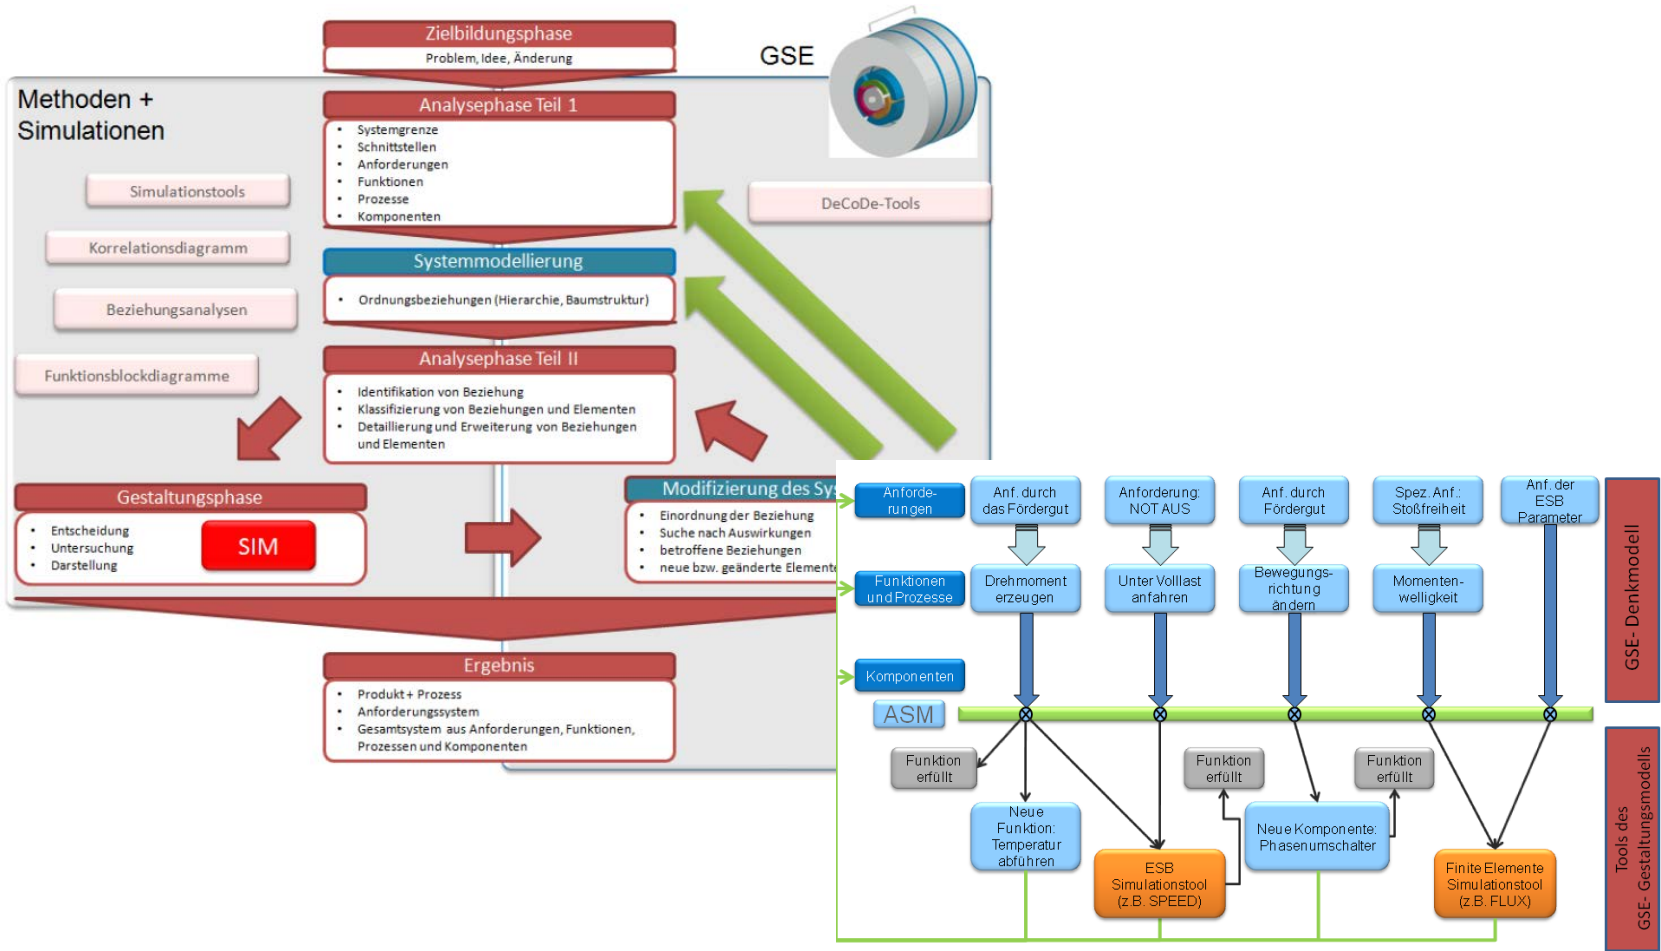 Zielbildungsphase
Problem, Idee, Änderung
GSE
Methoden +
Simulationen
Analysephase Teil 1
• Systemgrenze
• Schnittstellen
• Anforderungen
• Funktionen
• Prozesse
• Komponenten
Simulationstools
Korrelationsdiagramm
Beziehungsanalysen
Funktionsblockdiagramme
DeCoDe-Tools
Systemmodellierung
• Ordnungsbeziehungen (Hierarchie, Baumstruktur)
Analysephase Teil II
• Identifikation von Beziehung
• Klassifizierung von Beziehungen und Elementen
• Detaillierung und Erweiterung von Beziehungen
und Elementen
Gestaltungsphase
• Entscheidung
• Untersuchung
• Darstellung
SIM
Modifizierung des Sys
• Einordnung der Beziehung
• Suche nach Auswirkungen
• betroffene Beziehungen
• neue bzw. geänderte Elemente
Ergebnis
• Produkt + Prozess
• Anforderungssystem
• Gesamtsystem aus Anforderungen, Funktionen,
Prozessen und Komponenten
Anforde-
rungen
Anf. durch
das Fördergut
Anforderung:
NOT AUS
Anf. durch
Fördergut
Spez. Anf.:
Stoßfreiheit
Anf. der
ESB
Parameter
Funktionen
und Prozesse
Drehmoment
erzeugen
Unter Volllast
anfahren
Bewegungs-
richtung
ändern
Momenten-
welligkeit
Komponenten
ASM
Funktion
erfüllt
Funktion
erfüllt
Funktion
erfüllt
Neue
Funktion:
Temperatur
abführen
ESB
Simulationstool
(z.B. SPEED)
Neue Komponente:
Phasenumschalter
Finite Elemente
Simulationstool
(z.B. FLUX)
GSE- Denkmodell
Tools des
GSE- Gestaltungsmodells